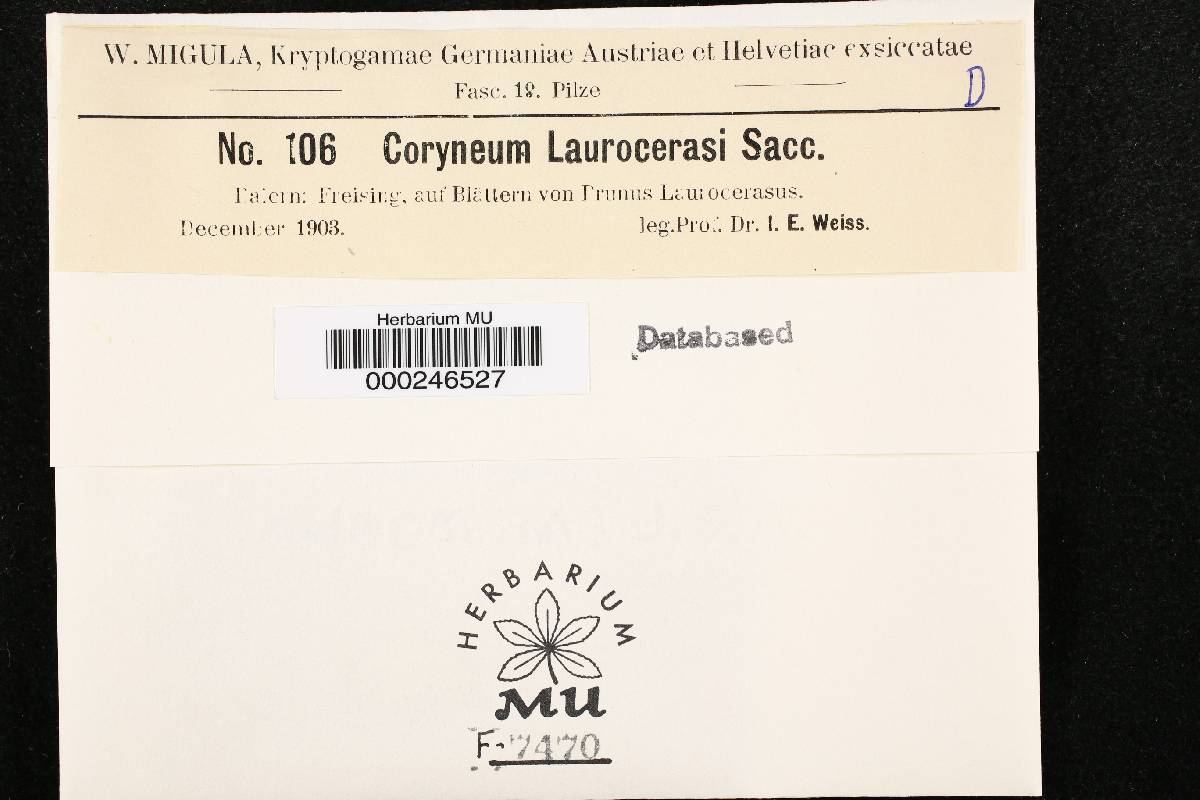 W. MIGULA, Kryptogamae Germaniae Austriae et Helvetiae exsiccatae
Fasc. 19. Pilze
D
No. 106 Coryneum Laurocerasi Sacc.
Baiern: Freising, auf Blättern von Prunus Laurocerasus.
December 1903. leg. Prof. Dr. I. E. Weiss.
Herbarium MU
000246527
Databased
HERBARIUM
MU
F-7470